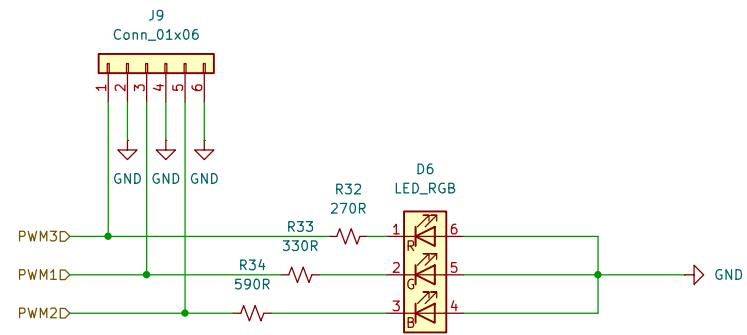 J9
Conn_01x06
1 2 3 4 5 6
GND GND GND
D6
LED_RGB
R32
270R
R33
330R
R34
590R
PWM3 1 R 6
PWM1 2 G 5 GND
PWM2 3 B 4